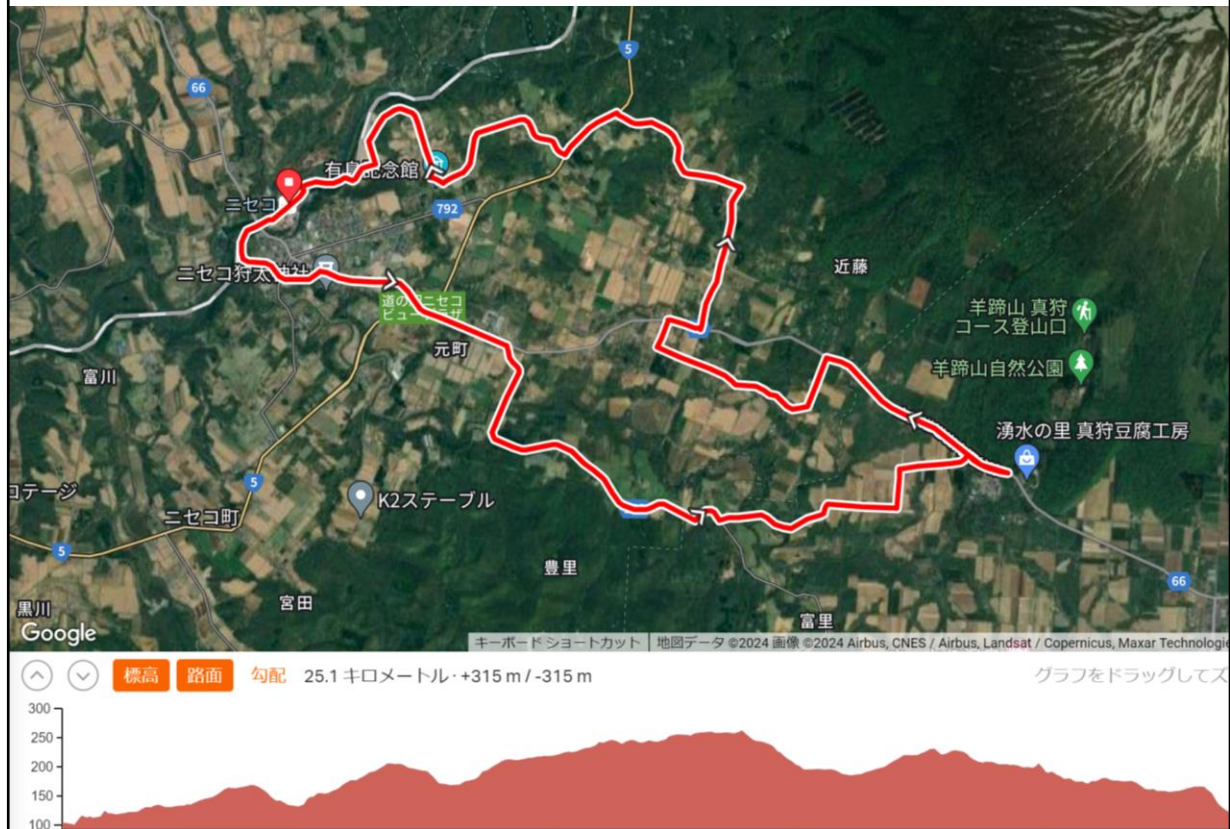 5
66
有島記念館
ニセコ
792
ニセコ狩太神社
道の駅ニセコ
ビュープラザ
元町
近藤
羊蹄山 真狩
コース登山口
羊蹄山自然公園
富川
湧水の里 真狩豆腐工房
コテージ
5
K2ステーブル
ニセコ町
5
豊里
66
宮田
黒川
富里
Google
キーボード ショートカット
地図データ ©2024 画像 ©2024 Airbus, CNES / Airbus, Landsat / Copernicus, Maxar Technologie
標高 路面 勾配 25.1 キロメートル · +315 m / -315 m
グラフをドラッグしてズ
300
250
200
150
100